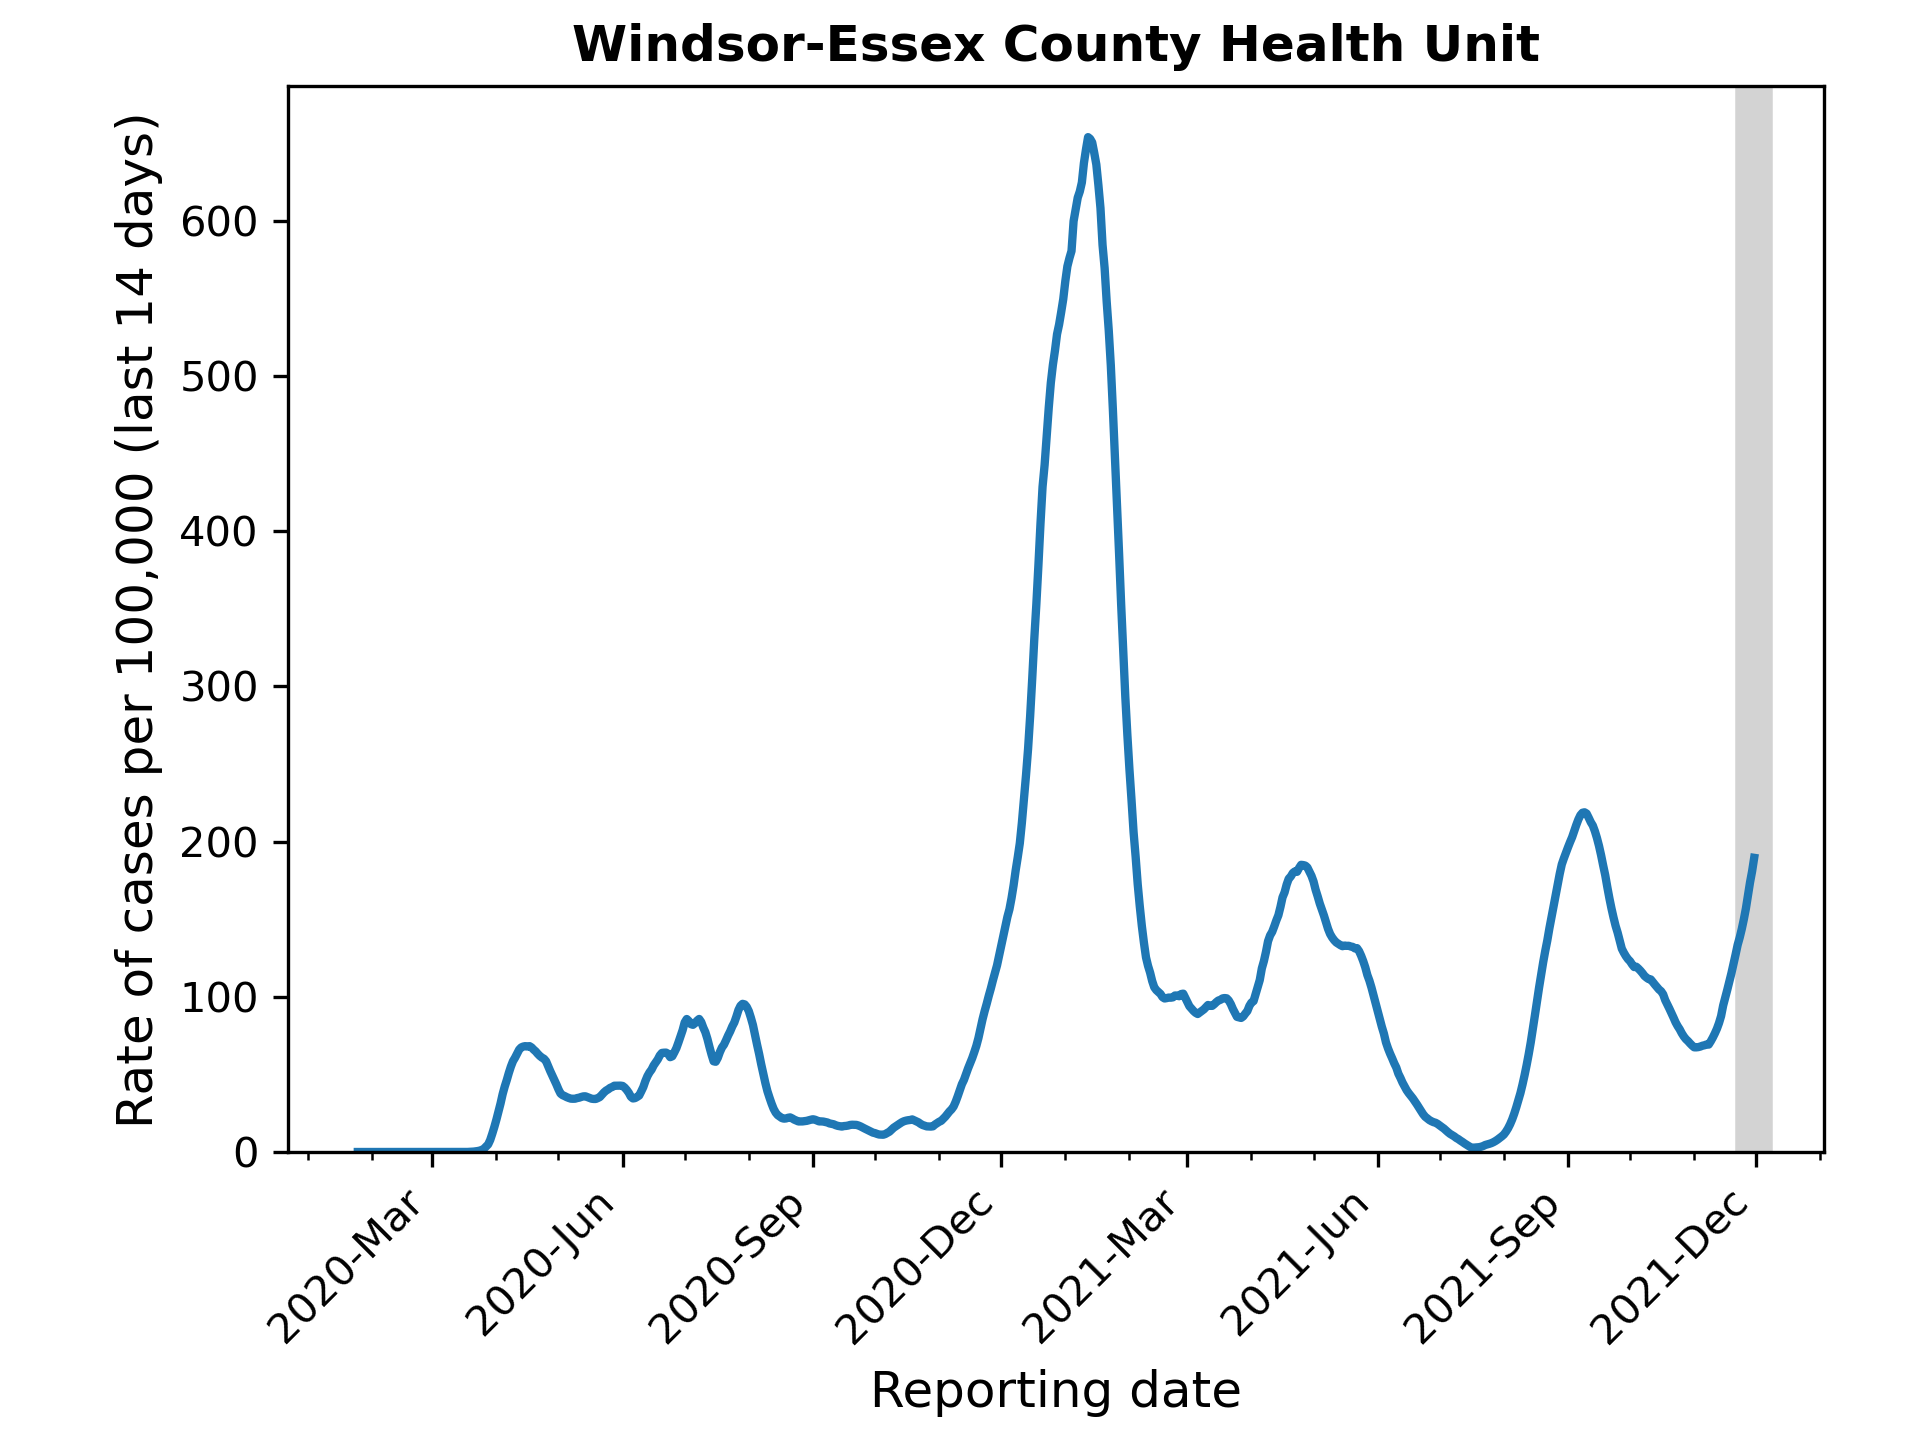 Windsor-Essex County Health Unit
Rate of cases per 100,000 (last 14 days)
600
500
400
300
200
100
0
2020-Mar
2020-Jun
2020-Sep
2020-Dec
2021-Mar
2021-Jun
2021-Sep
2021-Dec
Reporting date